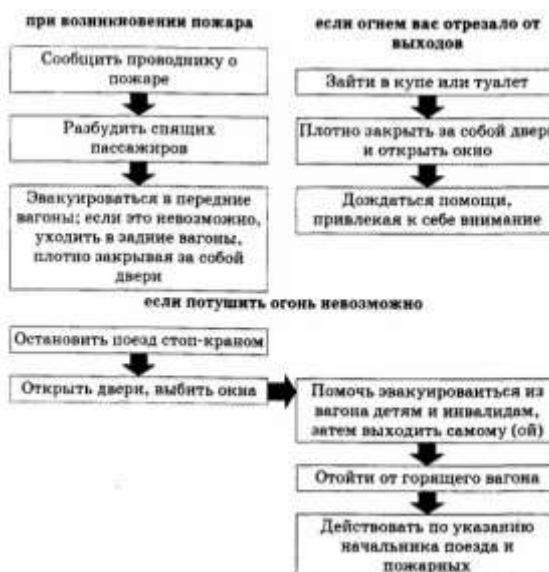 при возникновении пожара
Сообщить проводнику о
пожаре
Разбудить спящих
пассажиров
Эвакуироваться в передние
вагоны; если это невозможно,
уходить в задние вагоны,
плотно закрывая за собой
двери
если огнем вас отрезало от
выходов
Зайти в купе или туалет
Плотно закрыть за собой двери
и открыть окно
Дождаться помощи,
привлекая к себе внимание
если потушить огонь невозможно
Остановить поезд стоп-краном
Открыть двери, выбить окна
Помочь эвакуироваиться из
вагона детям и инвалидам,
затем выходить самому (ой)
Отойти от горящего вагона
Действовать по указанию
начальника поезда и
пожарных